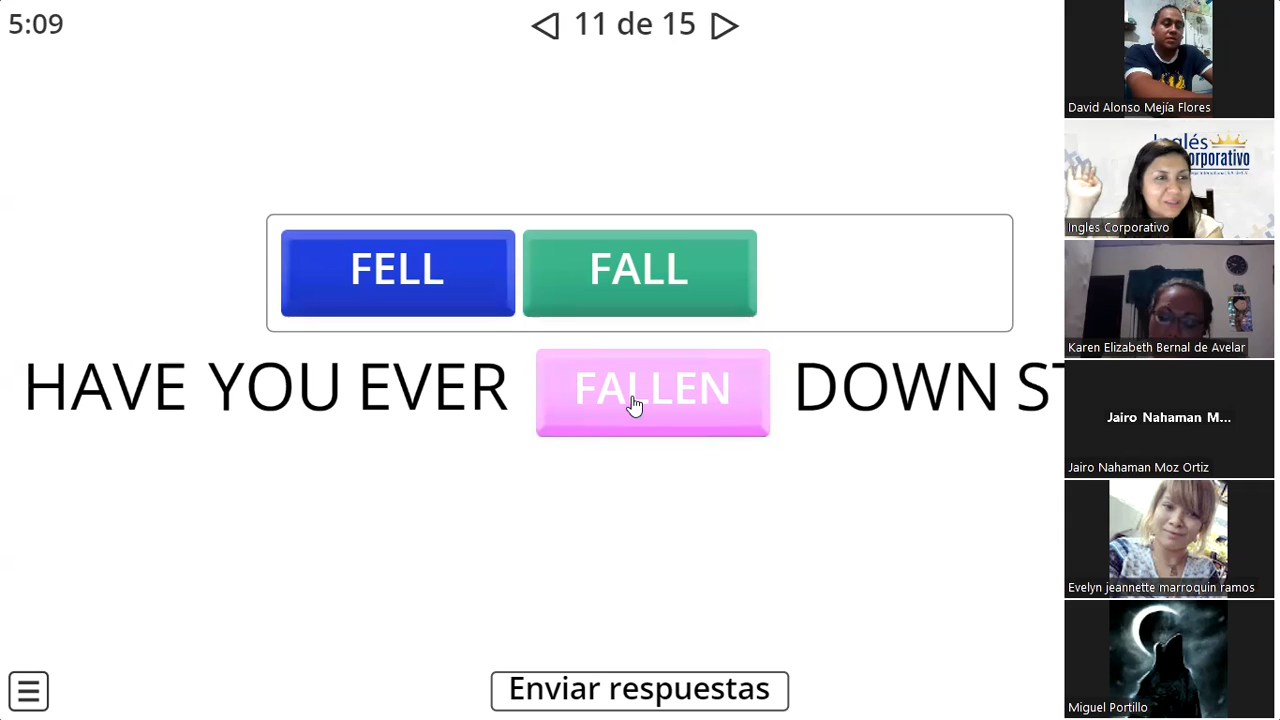 5:09
11 de 15
FELL
FALL
HAVE YOU EVER FALLEN DOWN ST
Enviar respuestas
David Alonso Mejía Flores
Inglés
orporativo
Ingles Corporativo
Karen Elizabeth Bernal de Avelar
Jairo Nahaman M...
Jairo Nahaman Moz Ortiz
Evelyn jeannette marroquin ramos
Miguel Portillo